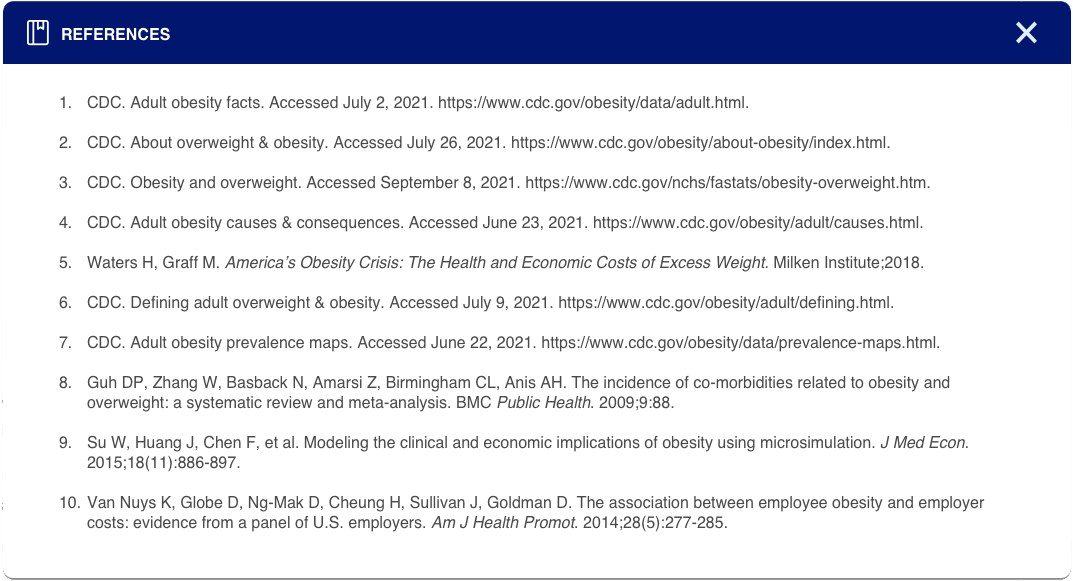 REFERENCES
1. CDC. Adult obesity facts. Accessed July 2, 2021. https://www.cdc.gov/obesity/data/adult.html.
2. CDC. About overweight & obesity. Accessed July 26, 2021. https://www.cdc.gov/obesity/about-obesity/index.html.
3. CDC. Obesity and overweight. Accessed September 8, 2021. https://www.cdc.gov/nchs/fastats/obesity-overweight.htm.
4. CDC. Adult obesity causes & consequences. Accessed June 23, 2021. https://www.cdc.gov/obesity/adult/causes.html.
5. Waters H, Graff M. America’s Obesity Crisis: The Health and Economic Costs of Excess Weight. Milken Institute;2018.
6. CDC. Defining adult overweight & obesity. Accessed July 9, 2021. https://www.cdc.gov/obesity/adult/defining.html.
7. CDC. Adult obesity prevalence maps. Accessed June 22, 2021. https://www.cdc.gov/obesity/data/prevalence-maps.html.
8. Guh DP, Zhang W, Basback N, Amarsi Z, Birmingham CL, Anis AH. The incidence of co-morbidities related to obesity and
overweight: a systematic review and meta-analysis. BMC Public Health. 2009;9:88.
9. Su W, Huang J, Chen F, et al. Modeling the clinical and economic implications of obesity using microsimulation. J Med Econ.
2015;18(11):886-897.
10. Van Nuys K, Globe D, Ng-Mak D, Cheung H, Sullivan J, Goldman D. The association between employee obesity and employer
costs: evidence from a panel of U.S. employers. Am J Health Promot. 2014;28(5):277-285.